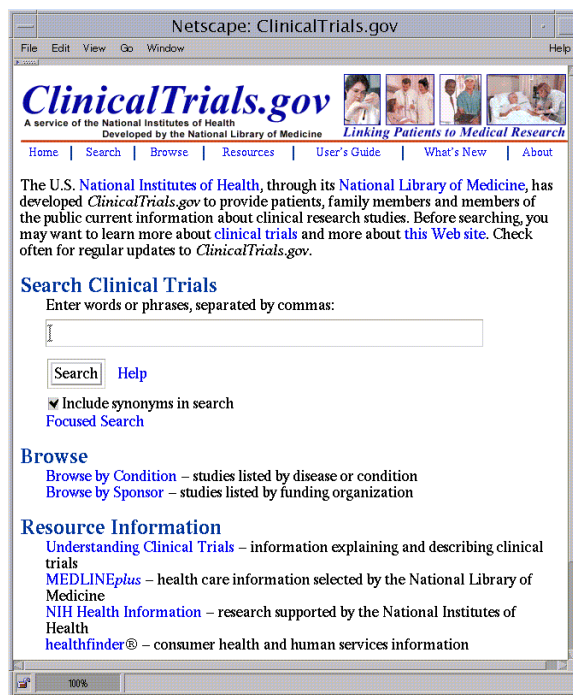 Netscape: ClinicalTrials.gov
File Edit View Go Window Help
ClinicalTrials.gov
A service of the National Institutes of Health
Developed by the National Library of Medicine
Linking Patients to Medical Research
Home | Search | Browse | Resources | User's Guide | What's New | About
The U.S. National Institutes of Health, through its National Library of Medicine, has
developed ClinicalTrials.gov to provide patients, family members and members of
the public current information about clinical research studies. Before searching, you
may want to learn more about clinical trials and more about this Web site. Check
often for regular updates to ClinicalTrials.gov.
Search Clinical Trials
Enter words or phrases, separated by commas:
Search Help
Include synonyms in search
Focused Search
Browse
Browse by Condition – studies listed by disease or condition
Browse by Sponsor – studies listed by funding organization
Resource Information
Understanding Clinical Trials – information explaining and describing clinical
trials
MEDLINEplus – health care information selected by the National Library of
Medicine
NIH Health Information – research supported by the National Institutes of
Health
healthfinder® – consumer health and human services information
100%